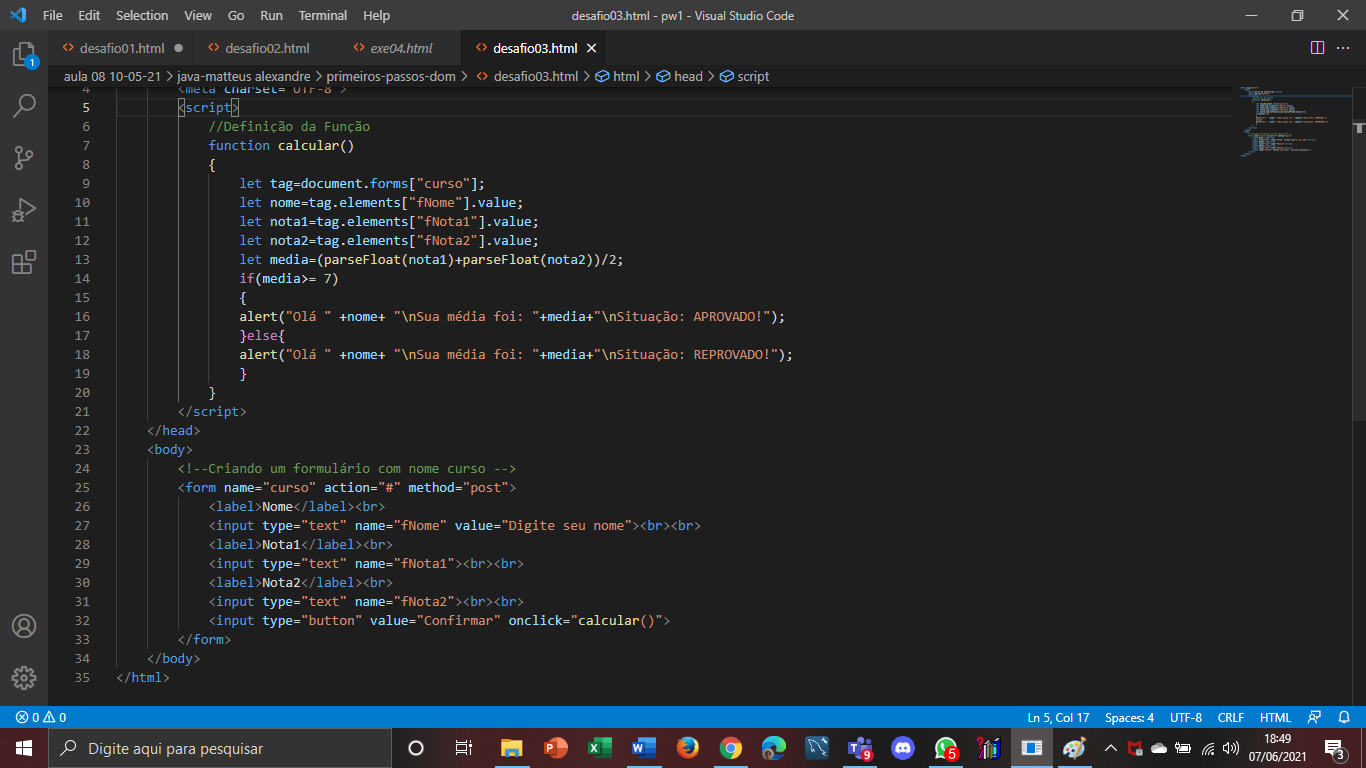 File Edit Selection View Go Run Terminal Help desafio03.html - pw1 - Visual Studio Code
desafio01.html desafio02.html exe04.html desafio03.html
aula 08 10-05-21 > java-matteus alexandre > primeiros-passos-dom > desafio03.html > html > head > script
1
4 <meta charset="UTF-8">
5 <script>
6 //Definição da Função
7 function calcular()
8 {
9 let tag=document.forms["curso"];
10 let nome=tag.elements["fNome"].value;
11 let nota1=tag.elements["fNota1"].value;
12 let nota2=tag.elements["fNota2"].value;
13 let media=(parseFloat(nota1)+parseFloat(nota2))/2;
14 if(media>= 7)
15 {
16 alert("Olá " +nome+ "\nSua média foi: "+media+"\nSituação: APROVADO!");
17 }else{
18 alert("Olá " +nome+ "\nSua média foi: "+media+"\nSituação: REPROVADO!");
19 }
20 }
21 </script>
22 </head>
23 <body>
24 <!--Criando um formulário com nome curso -->
25 <form name="curso" action="#" method="post">
26 <label>Nome</label><br>
27 <input type="text" name="fNome" value="Digite seu nome"><br><br>
28 <label>Nota1</label><br>
29 <input type="text" name="fNota1"><br><br>
30 <label>Nota2</label><br>
31 <input type="text" name="fNota2"><br><br>
32 <input type="button" value="Confirmar" onclick="calcular()">
33 </form>
34 </body>
35 </html>
0 0 Ln 5, Col 17 Spaces: 4 UTF-8 CRLF HTML
Digite aqui para pesquisar 9 5 18:49
07/06/2021 3